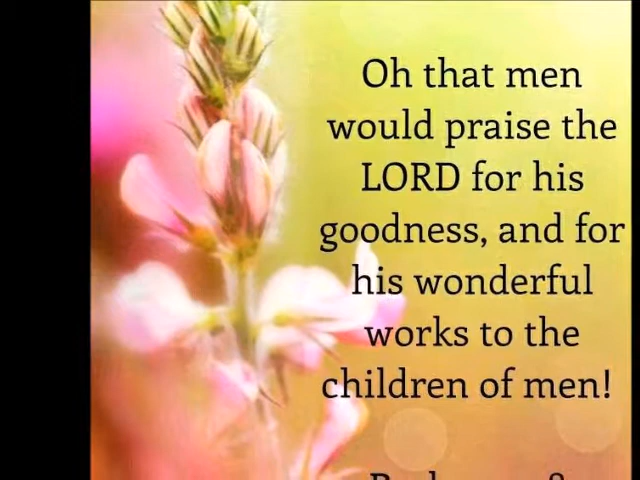 Oh that men
would praise the
LORD for his
goodness, and for
his wonderful
works to the
children of men!